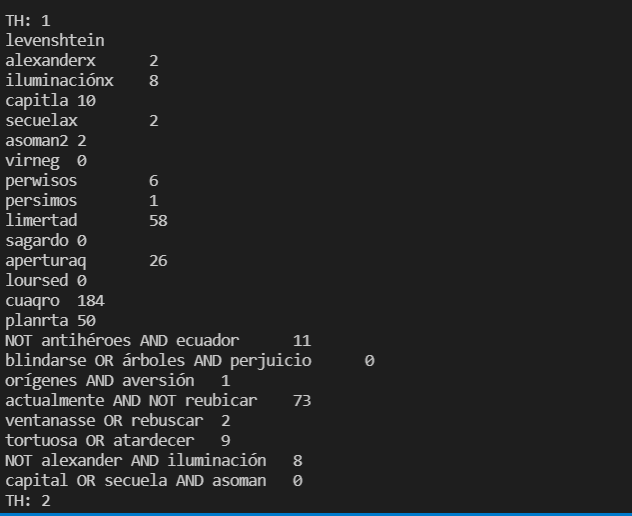 TH: 1
levenshtein
alexanderx 2
iluminaciónx 8
capitla 10
secuelax 2
asoman2 2
virneg 0
perwisos 6
persimos 1
limertad 58
sagardo 0
aperturaq 26
loursed 0
cuaqro 184
planrta 50
NOT antihéroes AND ecuador 11
blindarse OR árboles AND perjuicio 0
orígenes AND aversión 1
actualmente AND NOT reubicar 73
ventanasse OR rebuscar 2
tortuosa OR atardecer 9
NOT alexander AND iluminación 8
capital OR secuela AND asoman 0
TH: 2